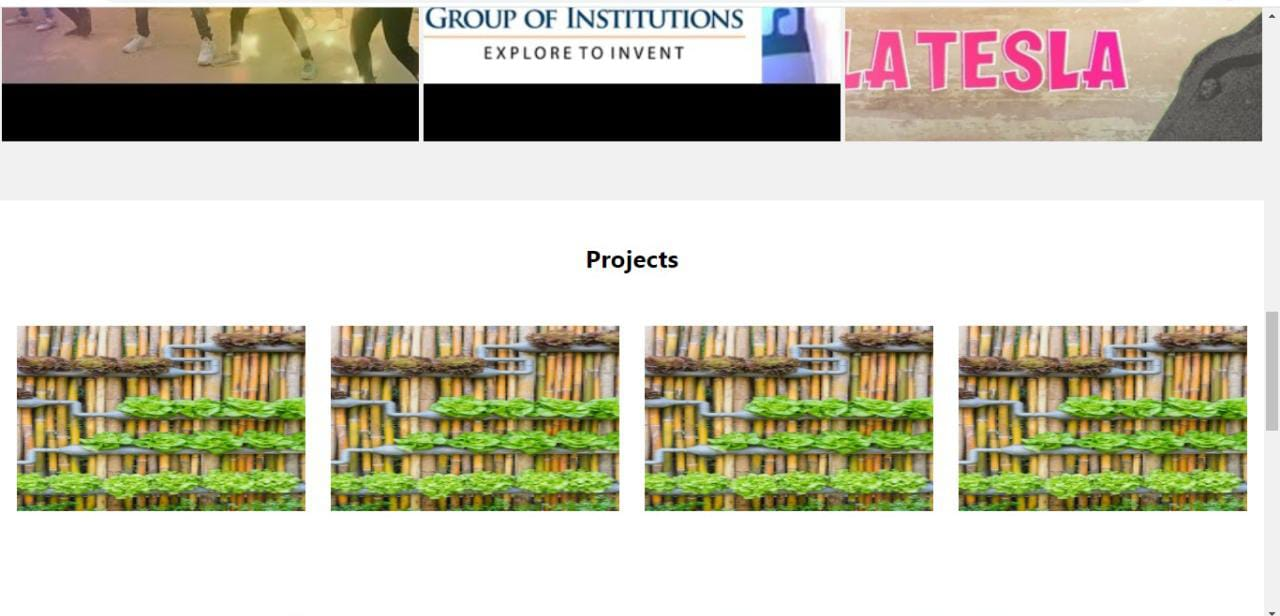 GROUP OF INSTITUTIONS
EXPLORE TO INVENT
LATESLA
Projects